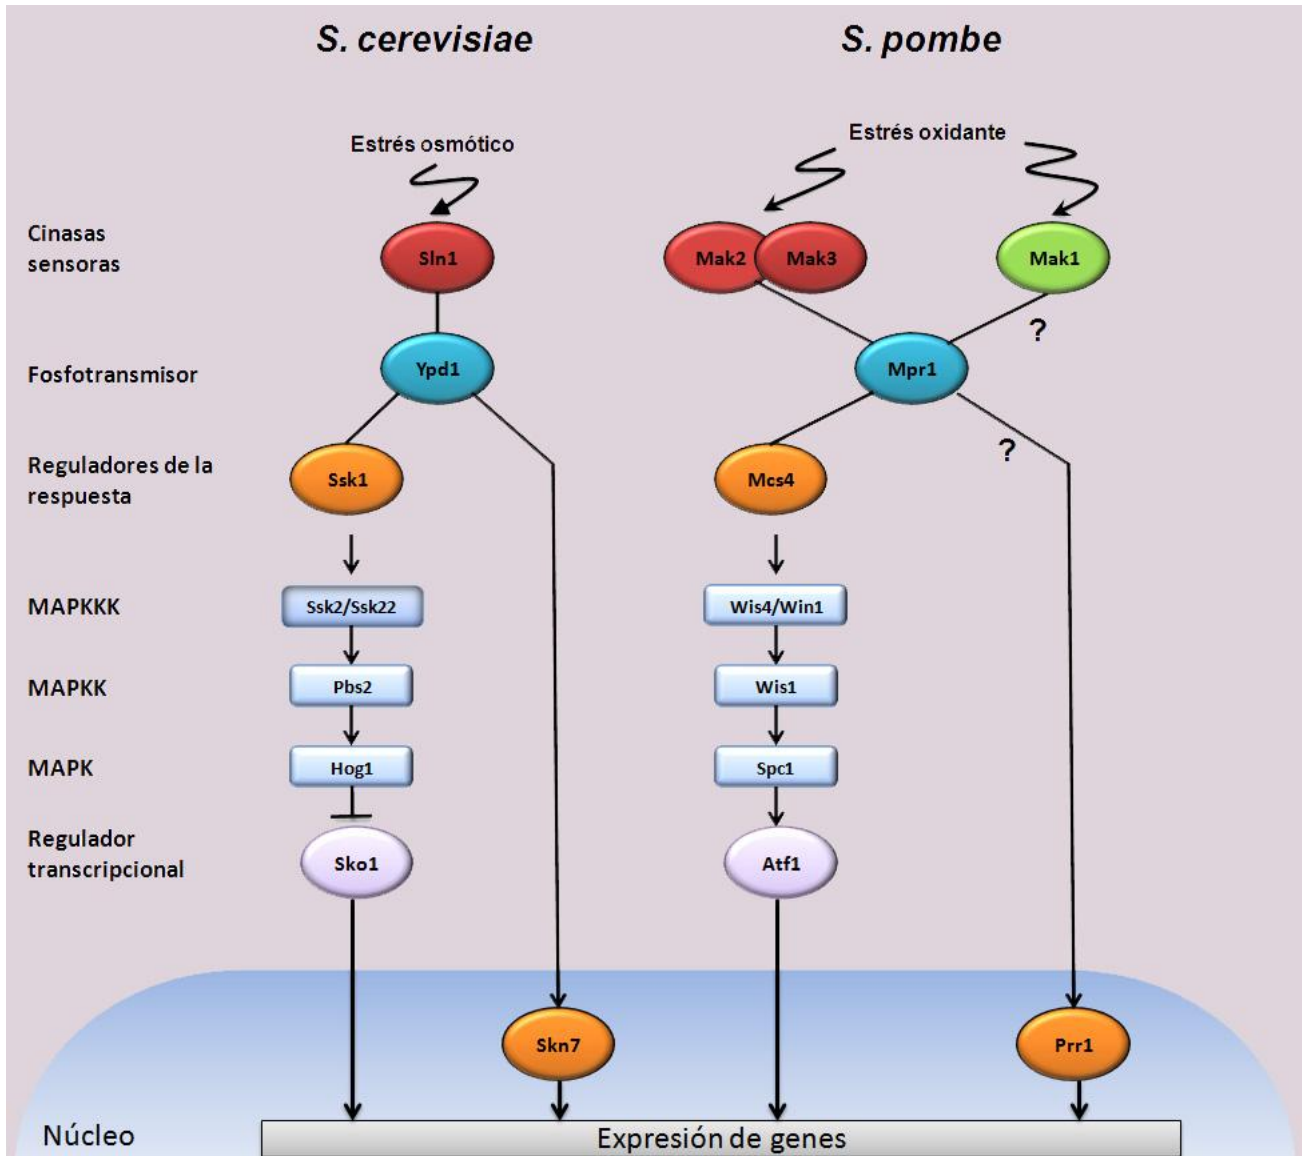 S. cerevisiae
S. pombe
Estrés osmótico
Estrés oxidante
Cinasas
sensoras
Sln1
Mak2
Mak3
Mak1
?
Fosfotransmisor
Ypd1
Mpr1
?
Reguladores de la
respuesta
Ssk1
Mcs4
MAPKKK
Ssk2/Ssk22
Wis4/Win1
MAPKK
Pbs2
Wis1
MAPK
Hog1
Spc1
Regulador
transcripcional
Sko1
Atf1
Skn7
Prr1
Núcleo
Expresión de genes